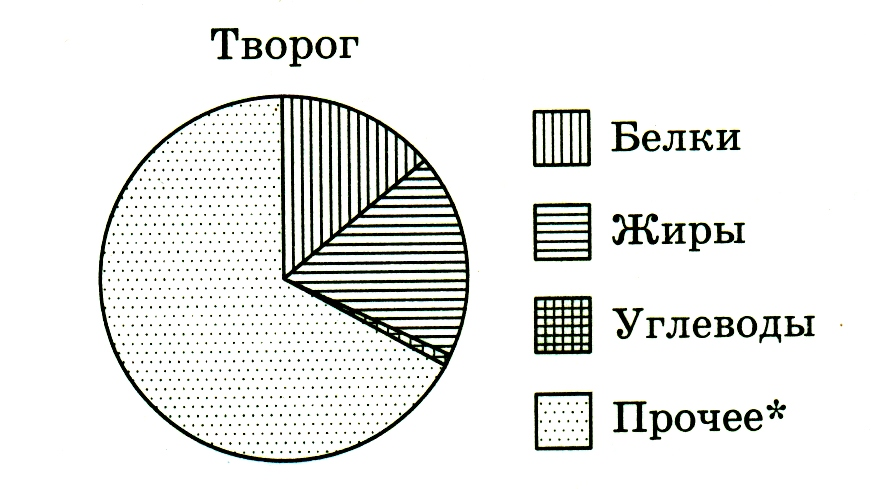 Творог
Белки
Жиры
Углеводы
Прочее*